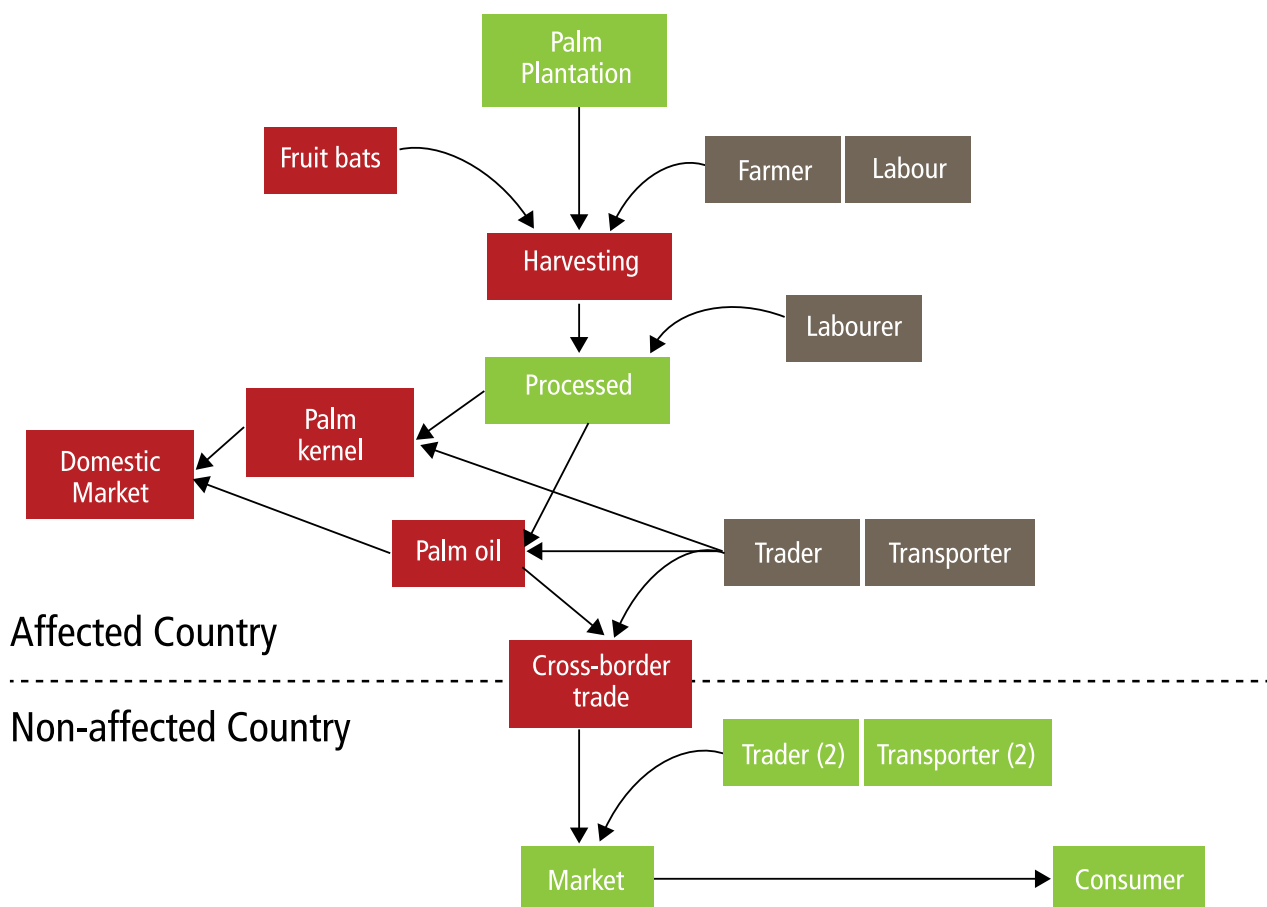 Palm
Plantation
Fruit bats
Farmer
Labour
Harvesting
Labourer
Processed
Palm
kernel
Domestic
Market
Palm oil
Trader
Transporter
Affected Country
Cross-border
trade
Non-affected Country
Trader (2)
Transporter (2)
Market
Consumer